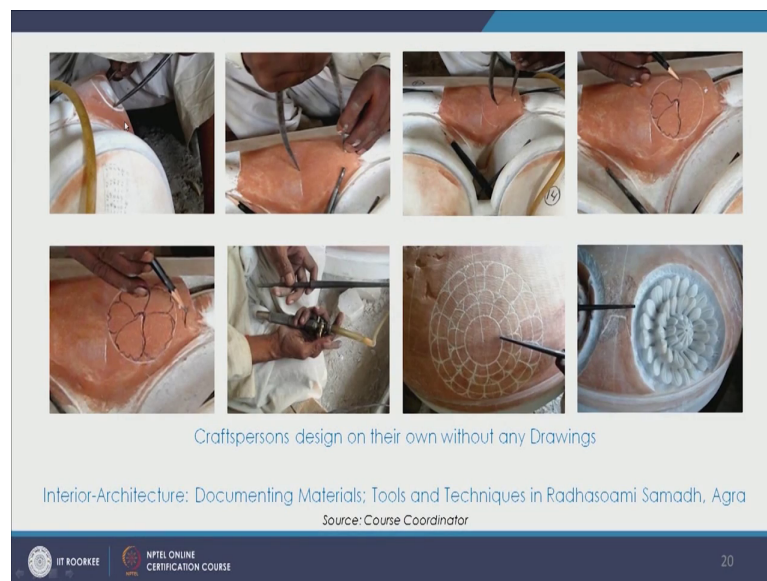 14
Craftspersons design on their own without any Drawings
Interior-Architecture: Documenting Materials; Tools and Techniques in Radhasoami Samadh, Agra
Source: Course Coordinator
IIT ROORKEE
NPTEL ONLINE
CERTIFICATION COURSE
20